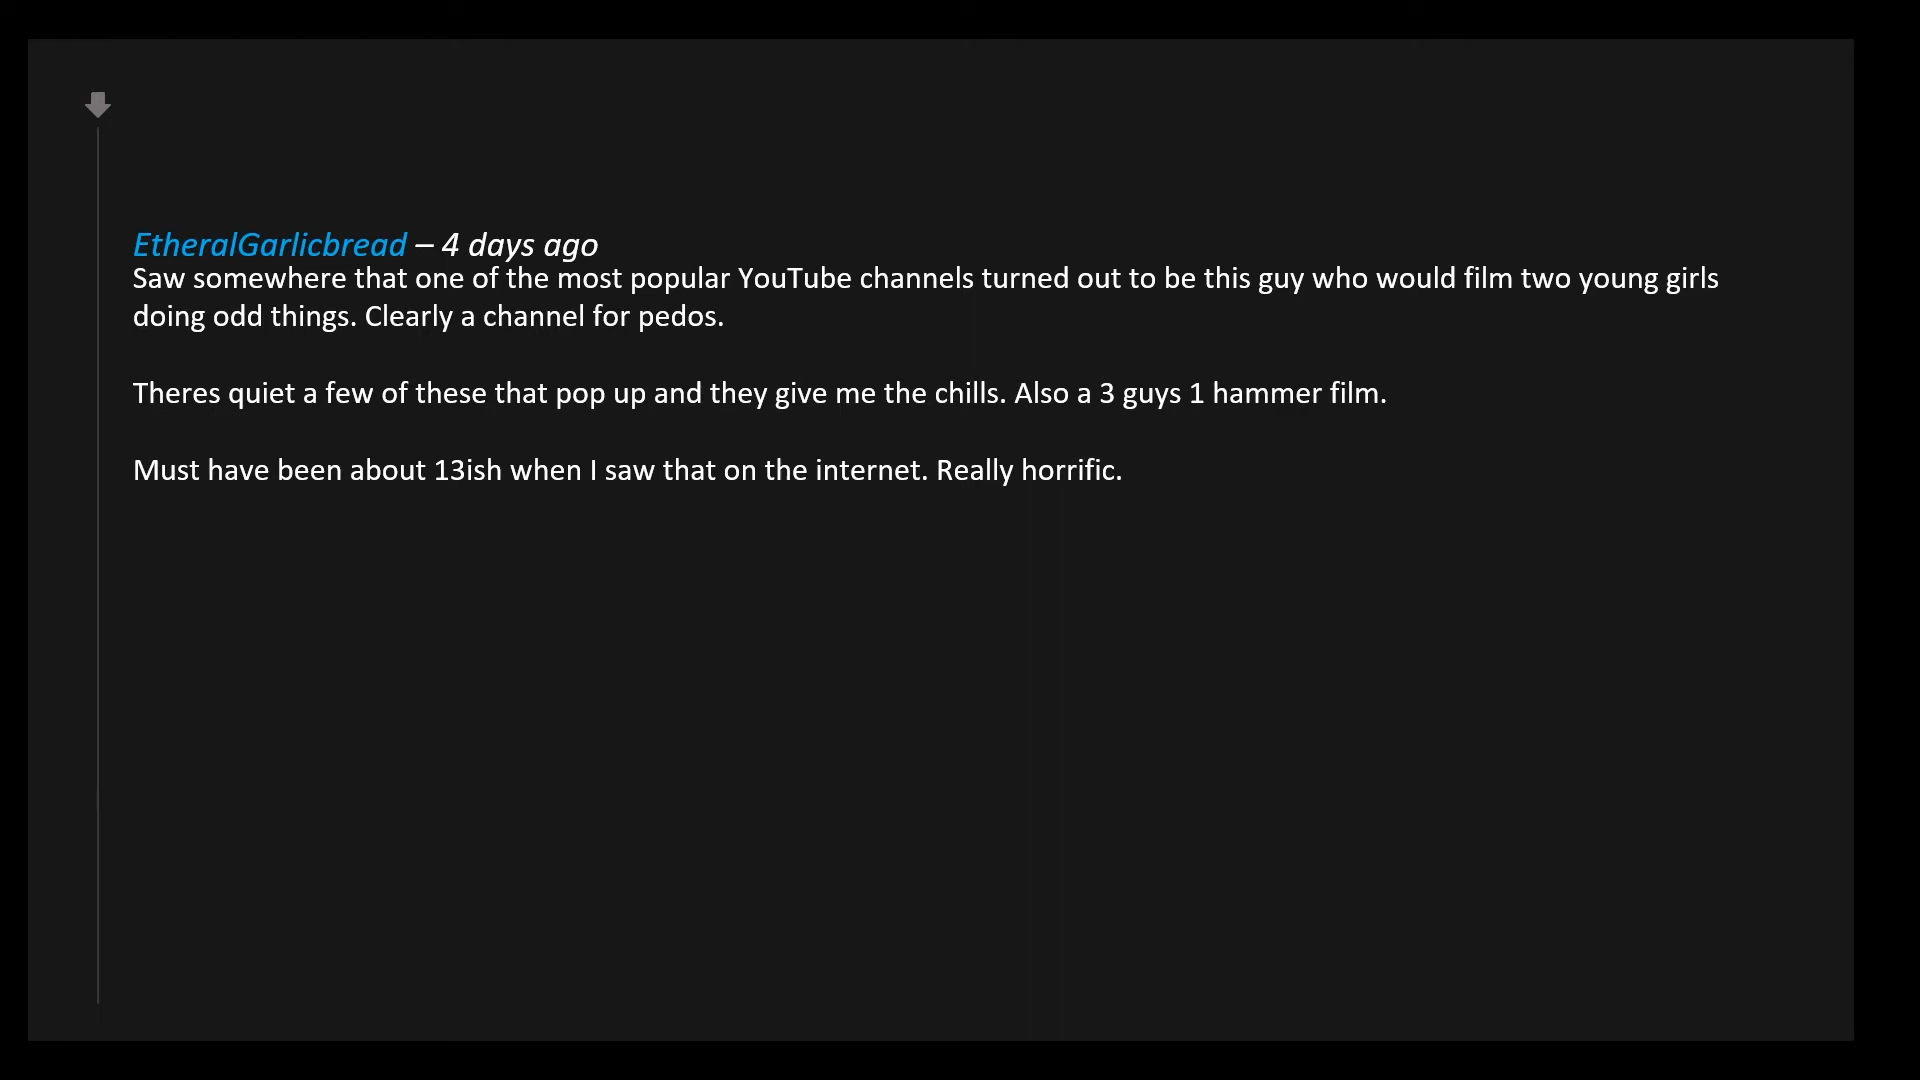 EtheralGarlicbread – 4 days ago
Saw somewhere that one of the most popular YouTube channels turned out to be this guy who would film two young girls
doing odd things. Clearly a channel for pedos.
Theres quiet a few of these that pop up and they give me the chills. Also a 3 guys 1 hammer film.
Must have been about 13ish when I saw that on the internet. Really horrific.